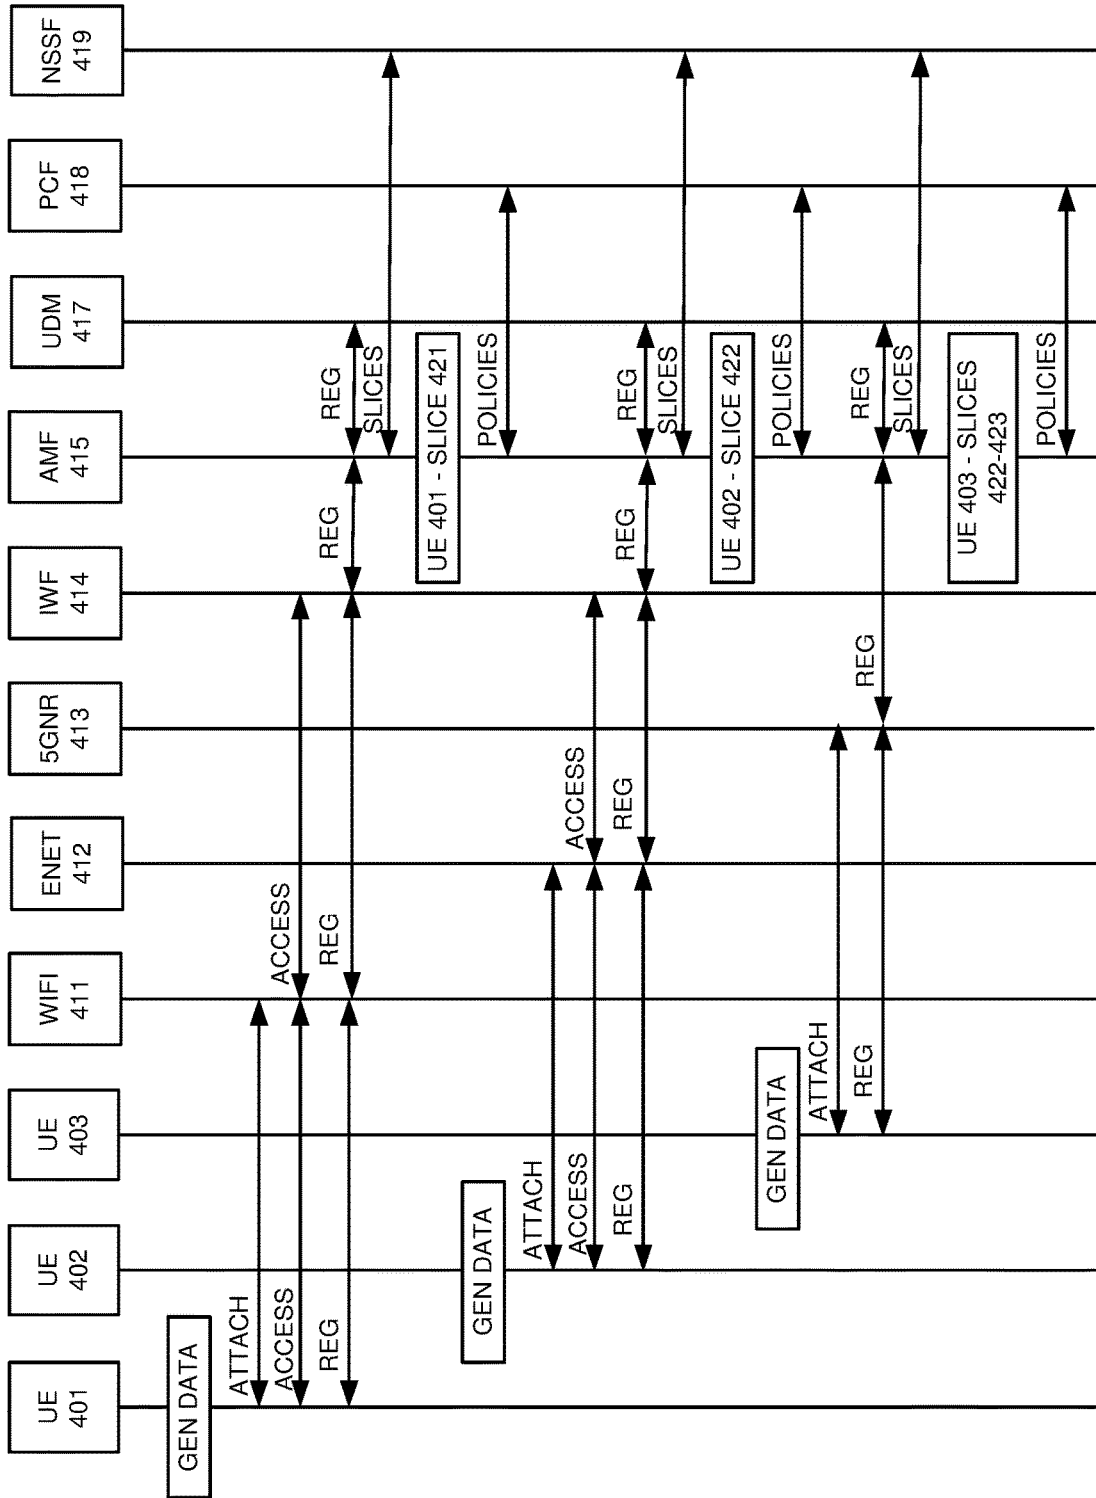 UE
401
UE
402
UE
403
WIFI
411
ENET
412
5GNR
413
IWF
414
AMF
415
UDM
417
PCF
418
NSSF
419
GEN DATA
ATTACH
ACCESS
ACCESS
REG
REG
REG
REG
SLICES
UE 401 - SLICE 421
POLICIES
GEN DATA
ATTACH
ACCESS
ACCESS
REG
REG
REG
REG
SLICES
UE 402 - SLICE 422
POLICIES
GEN DATA
ATTACH
REG
REG
REG
SLICES
UE 403 - SLICES
422-423
POLICIES